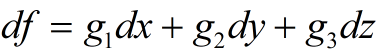 df = g₁dx + g₂dy + g₃dz